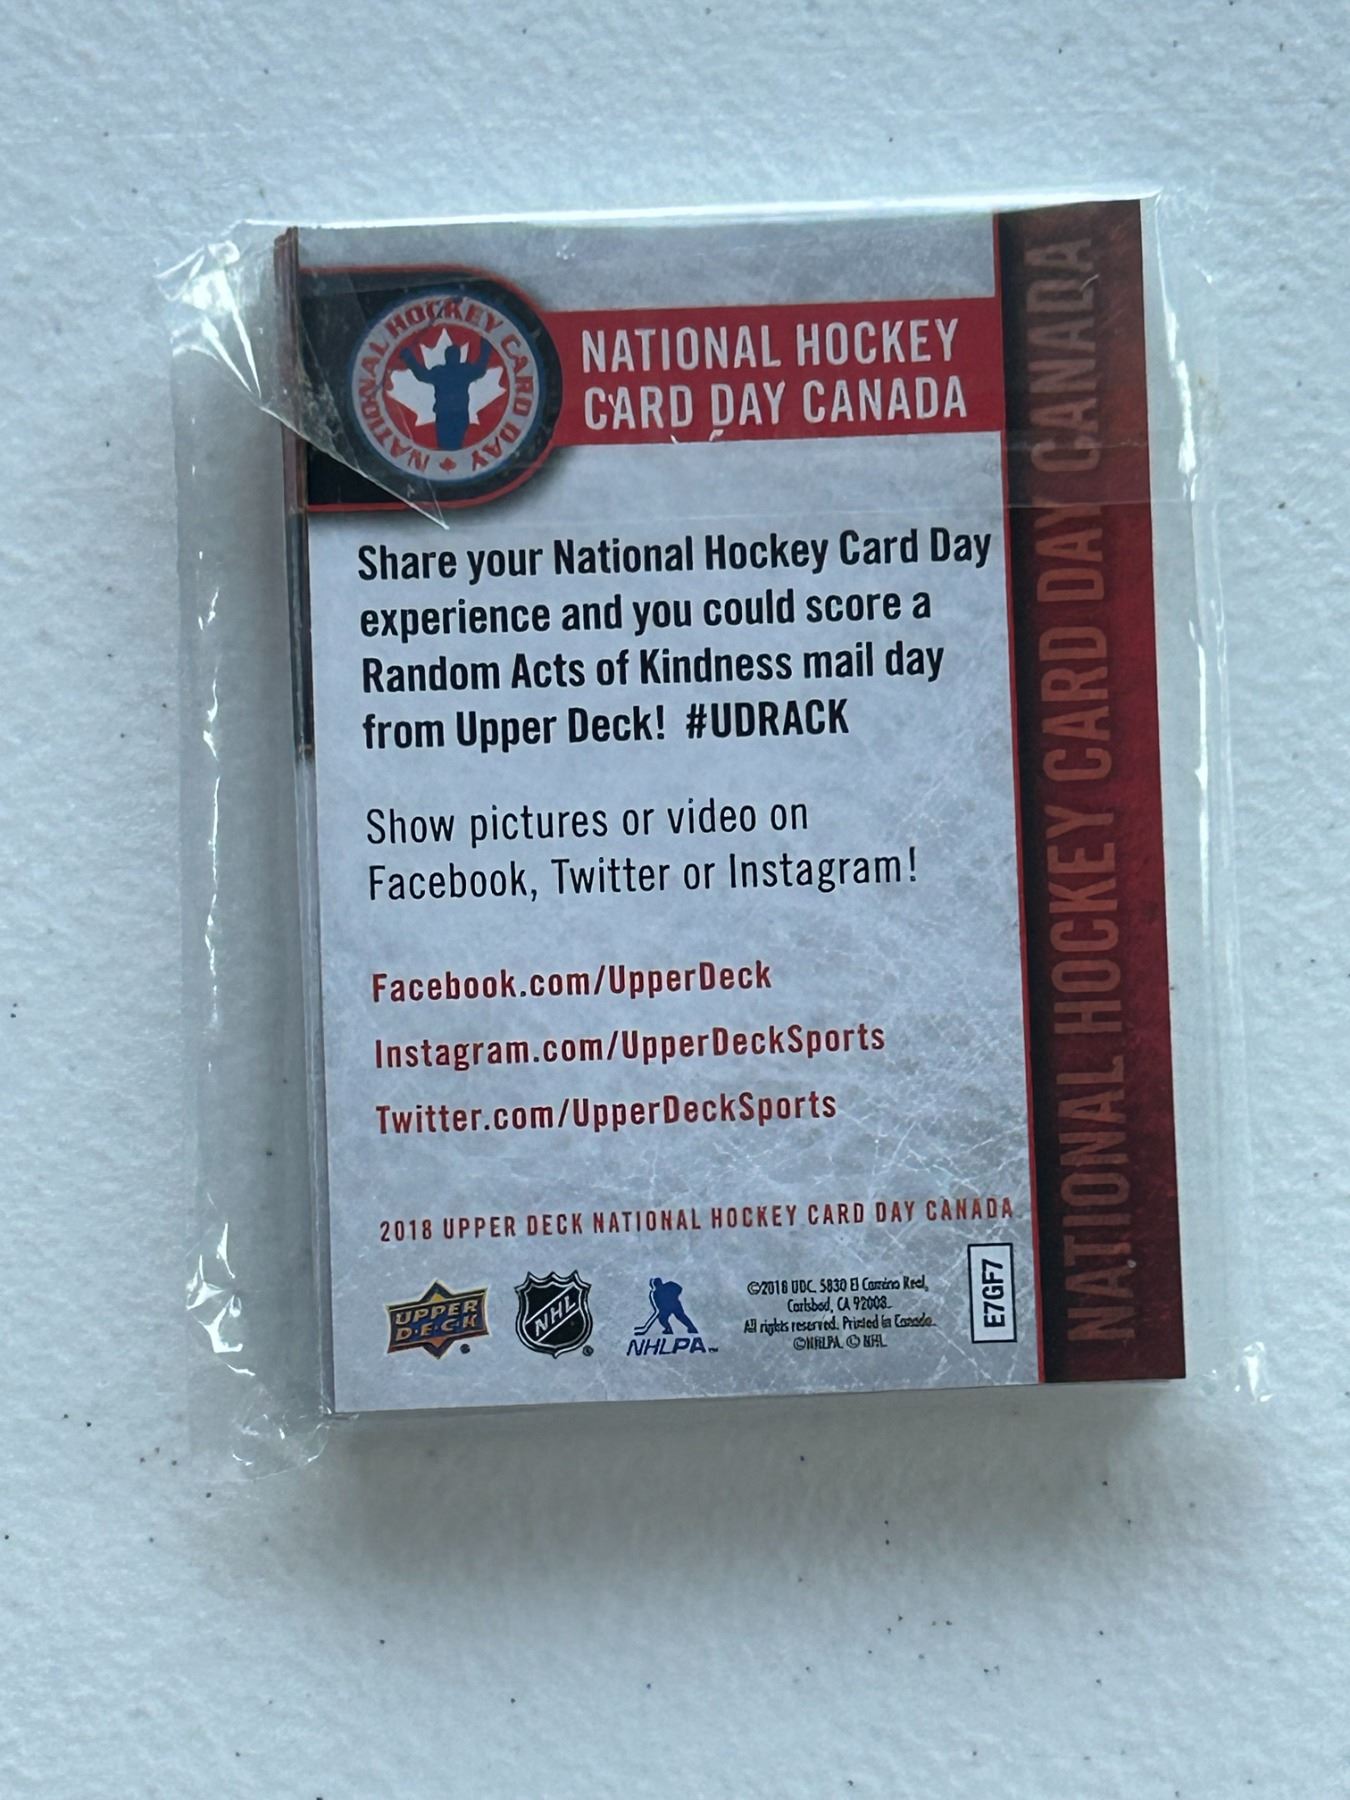 NATIONAL HOCKEY CARD DAY
NATIONAL HOCKEY
CARD DAY CANADA
Share your National Hockey Card Day
experience and you could score a
Random Acts of Kindness mail day
from Upper Deck! #UDRACK
Show pictures or video on
Facebook, Twitter or Instagram!
Facebook.com/UpperDeck
Instagram.com/UpperDeckSports
Twitter.com/UpperDeckSports
2018 UPPER DECK NATIONAL HOCKEY CARD DAY CANADA
UPPER
D·E·C·K
NHL
NHLPA™
©2018 UDC. 5830 El Camino Real,
Carlsbad, CA 92008.
All rights reserved. Printed in Canada.
©NHLPA. © NHL.
E7GF7
NATIONAL HOCKEY CARD DAY CANADA